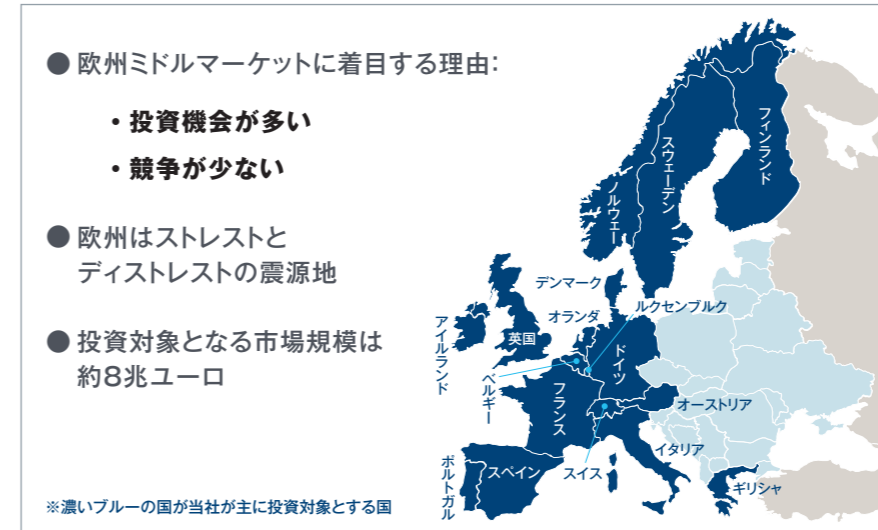 ● 欧州ミドルマーケットに着目する理由：
・投資機会が多い
・競争が少ない
● 欧州はストレストと
ディストレストの震源地
● 投資対象となる市場規模は
約8兆ユーロ
※濃いブルーの国が当社が主に投資対象とする国
フィンランド
スウェーデン
ノルウェー
デンマーク
ルクセンブルク
オランダ
アイルランド
英国
ドイツ
ベルギー
フランス
オーストリア
イタリア
スイス
ポルトガル
スペイン
ギリシャ